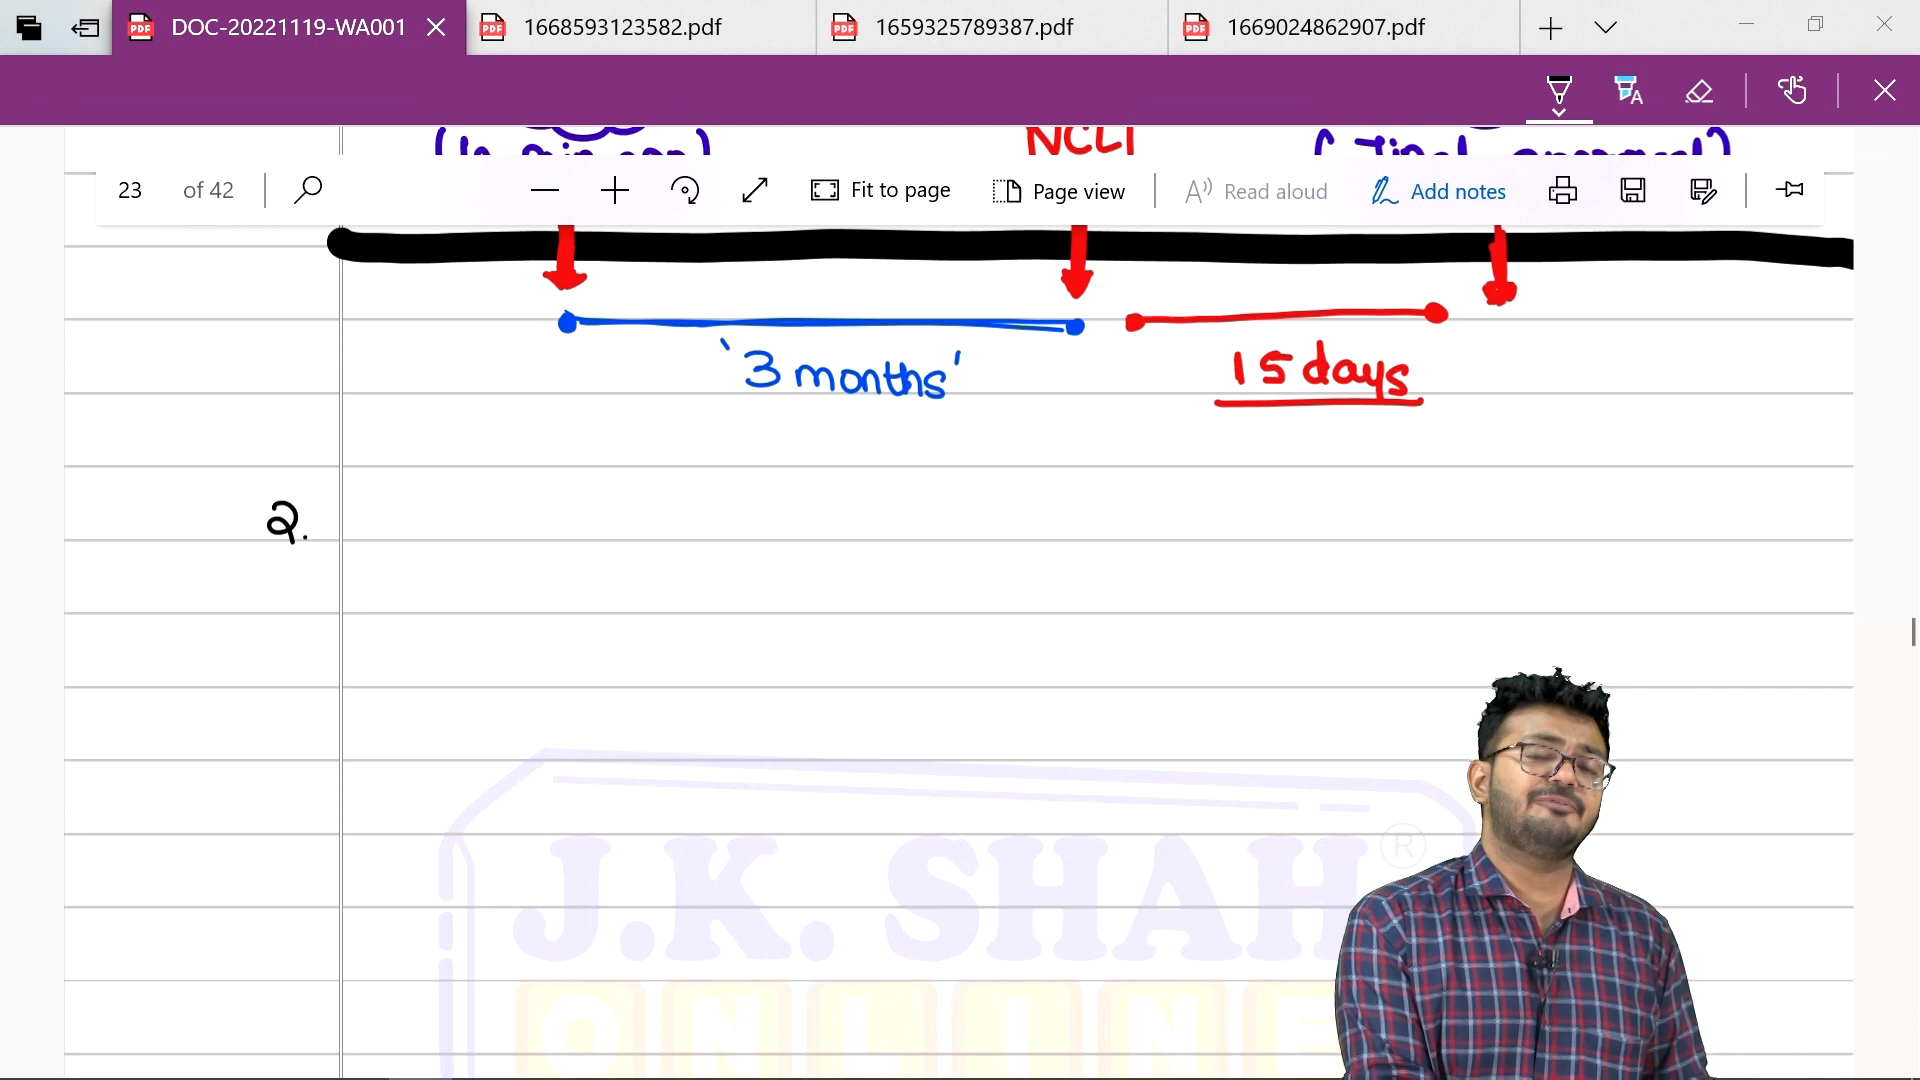 DOC-20221119-WA001
1668593123582.pdf
1659325789387.pdf
1669024862907.pdf
NCLT
23 of 42
Fit to page
Page view
Read aloud
Add notes
'3 months'
15 days
2.
J.K. SHAH ®
ONLINE